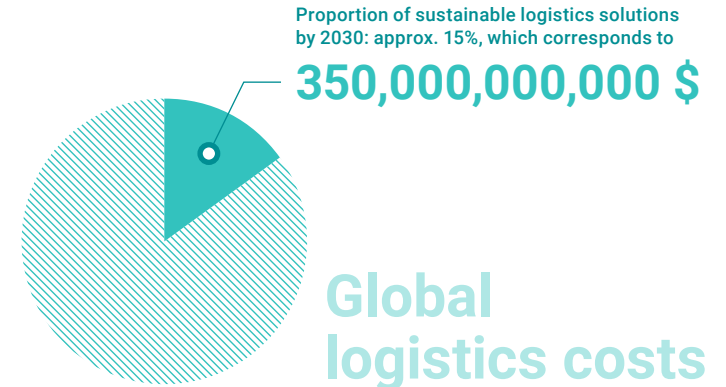 Proportion of sustainable logistics solutions
by 2030: approx. 15%, which corresponds to
350,000,000,000 $
Global
logistics costs